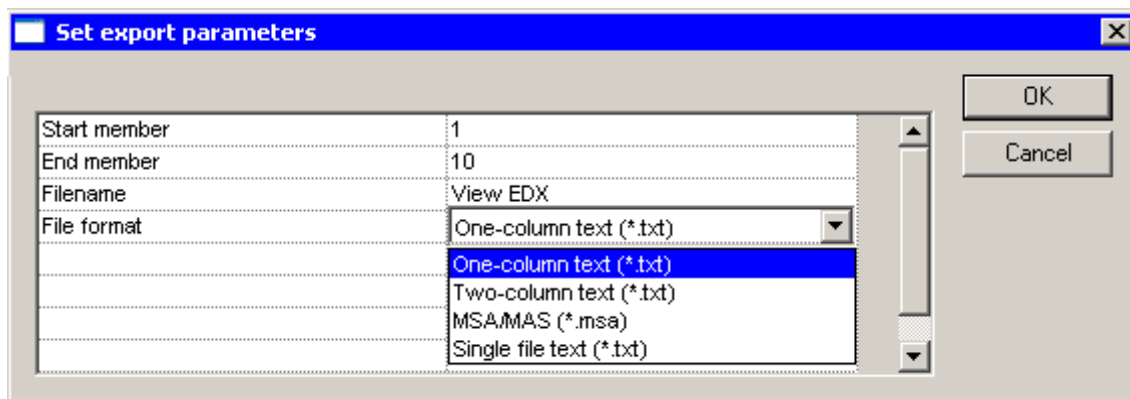 Set export parameters
OK
Cancel
Start member 1
End member 10
Filename View EDX
File format One-column text (*.txt)
One-column text (*.txt)
Two-column text (*.txt)
MSA/MAS (*.msa)
Single file text (*.txt)